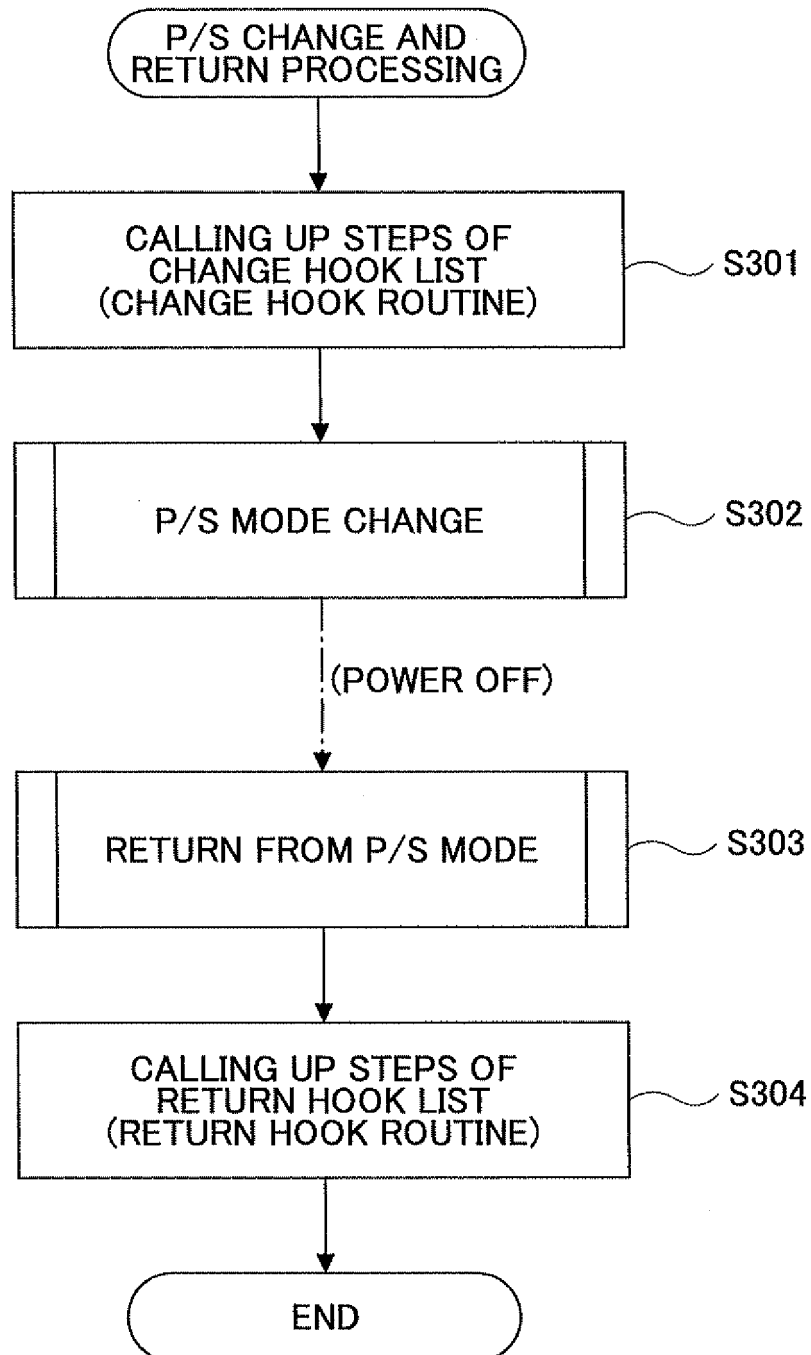 P/S CHANGE AND
RETURN PROCESSING
CALLING UP STEPS OF
CHANGE HOOK LIST
(CHANGE HOOK ROUTINE)
S301
P/S MODE CHANGE
S302
(POWER OFF)
RETURN FROM P/S MODE
S303
CALLING UP STEPS OF
RETURN HOOK LIST
(RETURN HOOK ROUTINE)
S304
END